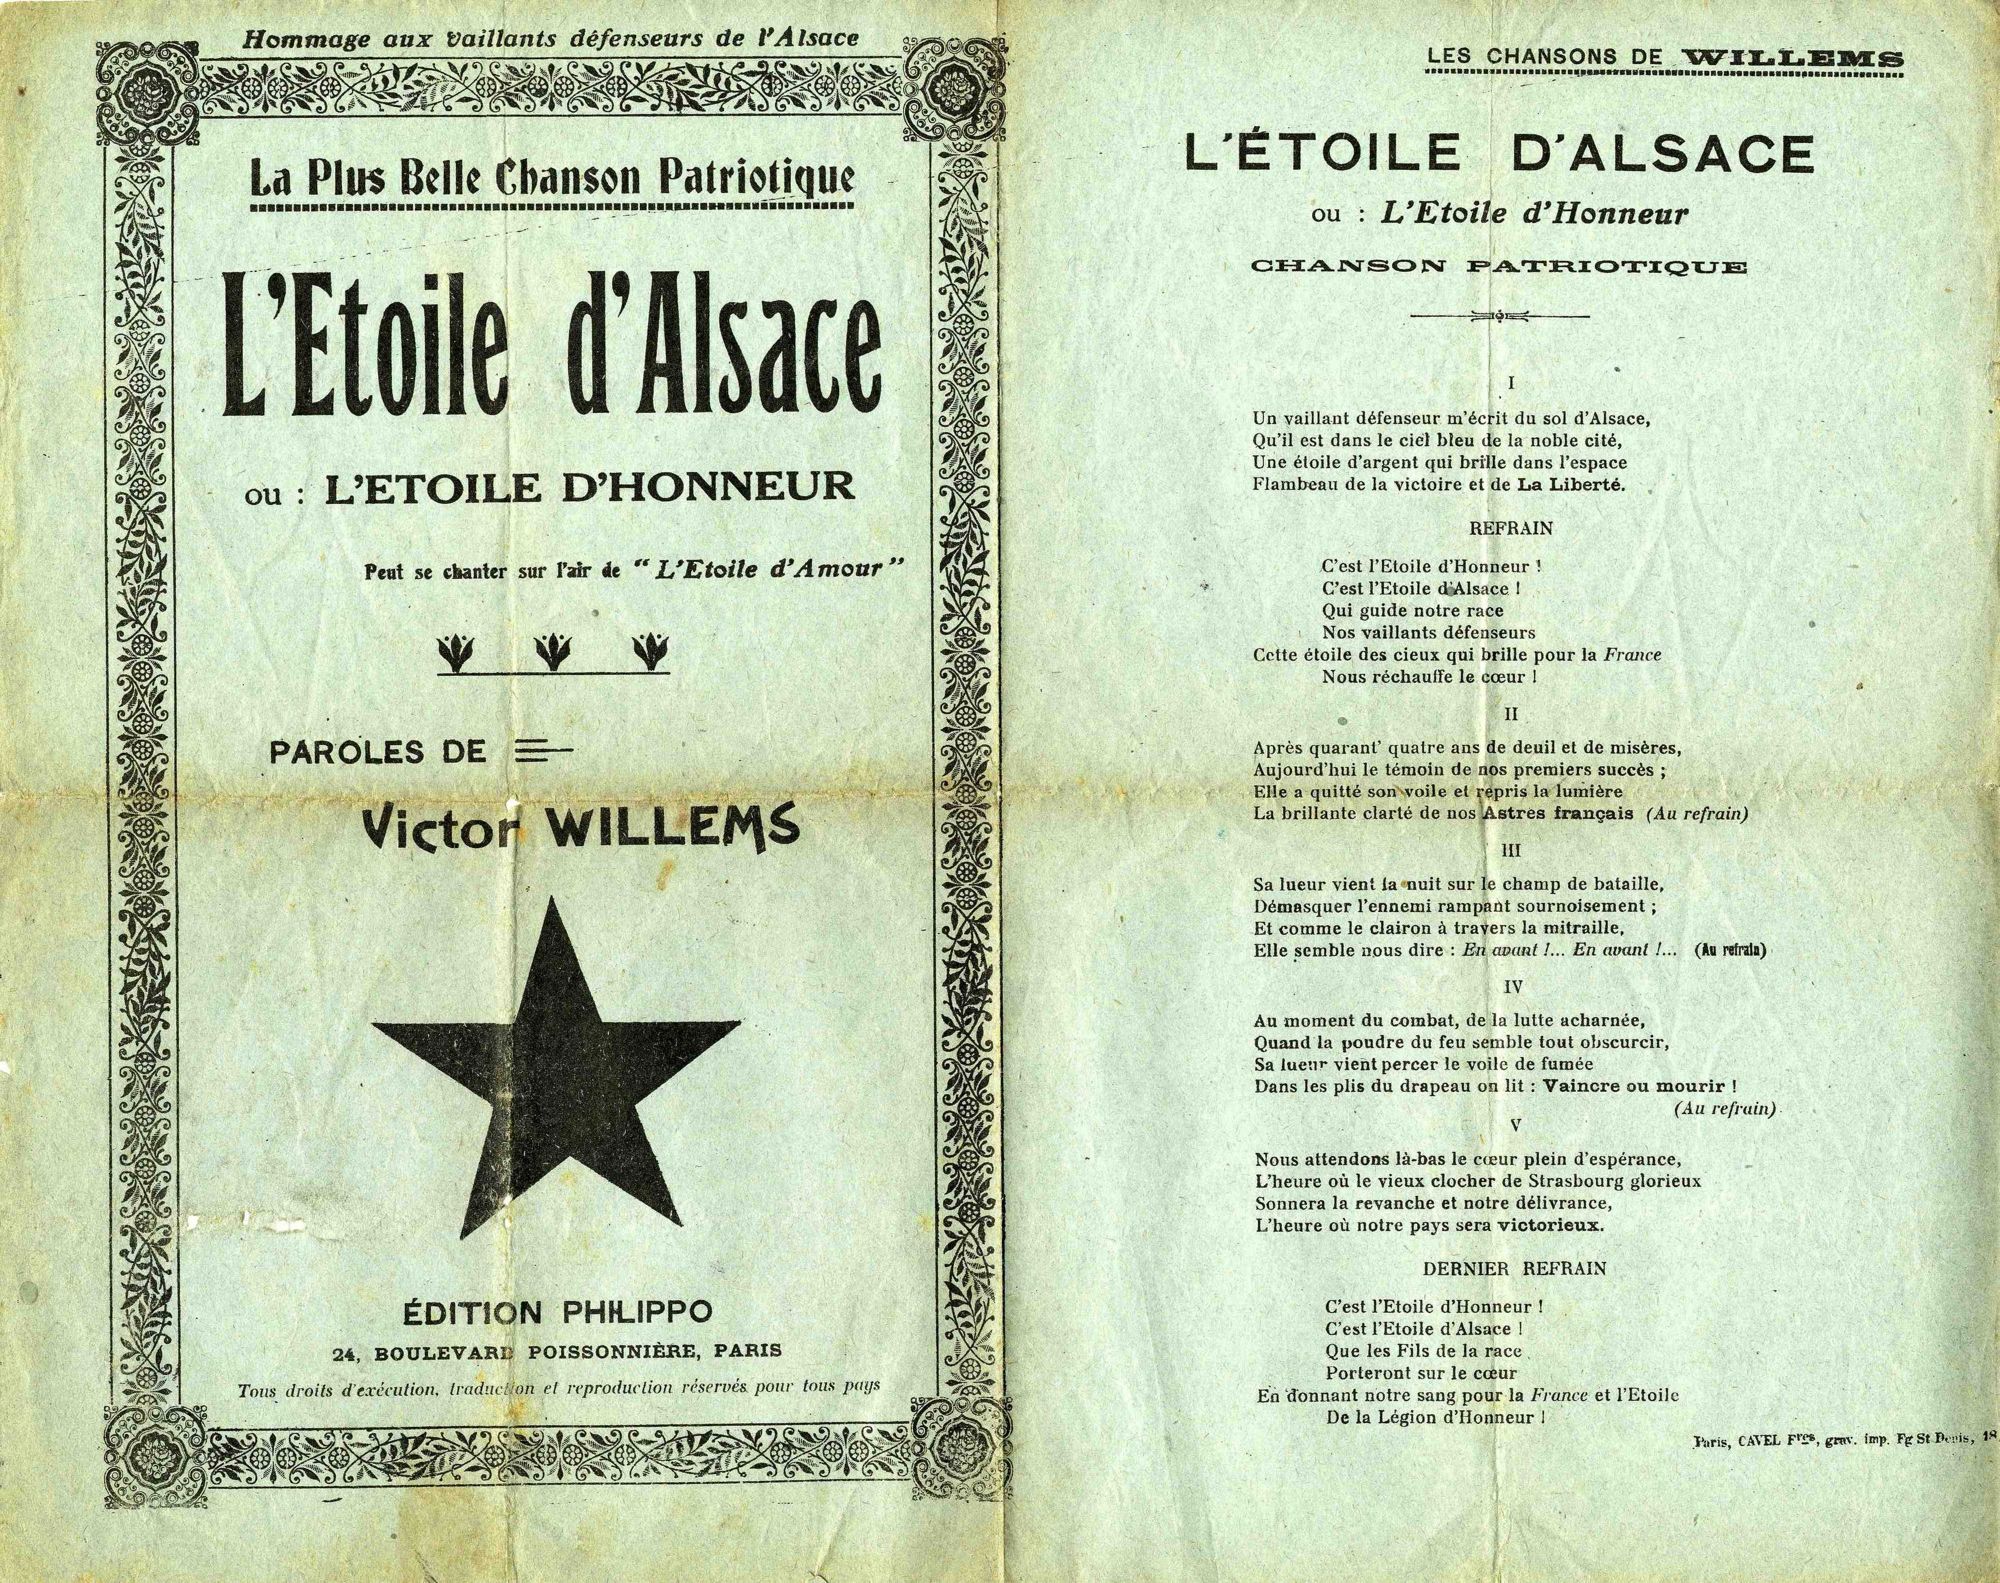 Hommage aux vaillants défenseurs de l'Alsace
La Plus Belle Chanson Patriotique
L'Etoile d'Alsace
ou : L'ETOILE D'HONNEUR
Peut se chanter sur l'air de “ L'Etoile d'Amour ”
PAROLES DE
Victor WILLEMS
ÉDITION PHILIPPO
24, BOULEVARD POISSONNIÈRE, PARIS
Tous droits d'exécution, traduction et reproduction réservés pour tous pays
LES CHANSONS DE WILLEMS
L'ÉTOILE D'ALSACE
ou : L'Etoile d'Honneur
CHANSON PATRIOTIQUE
I
Un vaillant défenseur m'écrit du sol d'Alsace,
Qu'il est dans le ciel bleu de la noble cité,
Une étoile d'argent qui brille dans l'espace
Flambeau de la victoire et de La Liberté.
REFRAIN
C'est l'Etoile d'Honneur !
C'est l'Etoile d'Alsace !
Qui guide notre race
Nos vaillants défenseurs
Cette étoile des cieux qui brille pour la France
Nous réchauffe le cœur !
II
Après quarant' quatre ans de deuil et de misères,
Aujourd'hui le témoin de nos premiers succès ;
Elle a quitté son voile et repris la lumière
La brillante clarté de nos Astres français (Au refrain)
III
Sa lueur vient la nuit sur le champ de bataille,
Démasquer l'ennemi rampant sournoisement ;
Et comme le clairon à travers la mitraille,
Elle semble nous dire : En avant !... En avant !... (Au refrain)
IV
Au moment du combat, de la lutte acharnée,
Quand la poudre du feu semble tout obscurcir,
Sa lueur vient percer le voile de fumée
Dans les plis du drapeau on lit : Vaincre ou mourir !
(Au refrain)
V
Nous attendons là-bas le cœur plein d'espérance,
L'heure où le vieux clocher de Strasbourg glorieux
Sonnera la revanche et notre délivrance,
L'heure où notre pays sera victorieux.
DERNIER REFRAIN
C'est l'Etoile d'Honneur !
C'est l'Etoile d'Alsace !
Que les Fils de la race
Porteront sur le cœur
En donnant notre sang pour la France et l'Etoile
De la Légion d'Honneur !
Paris, CAVEL Fres, grav. imp. Fg St Denis, 18